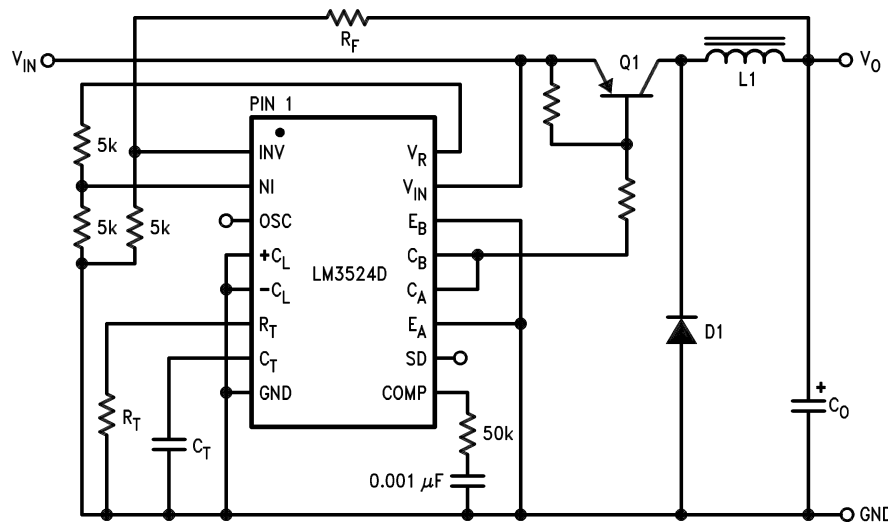 R_F
V_IN
Q1
V_O
L1
PIN 1
5k
INV
V_R
NI
V_IN
5k
5k
OSC
E_B
+C_L
C_B
LM3524D
-C_L
C_A
R_T
E_A
D1
C_T
SD
GND
COMP
R_T
50k
+
C_O
C_T
0.001 μF
GND